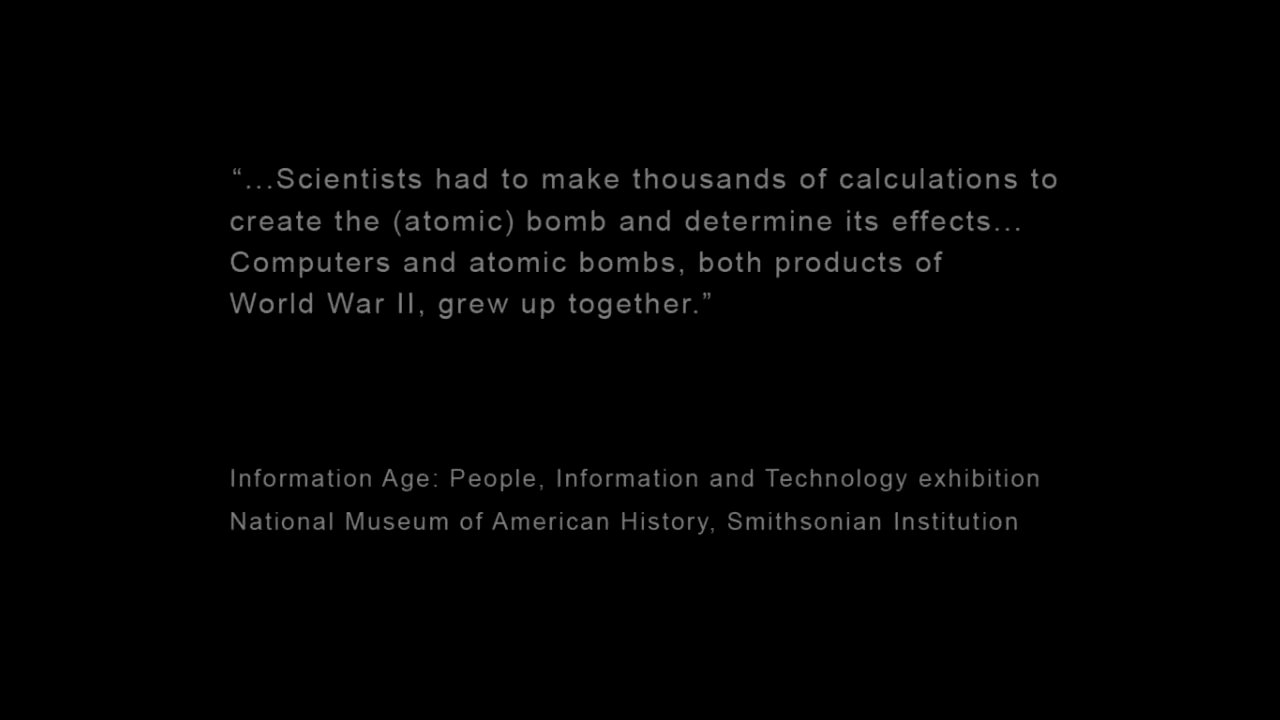 “...Scientists had to make thousands of calculations to
create the (atomic) bomb and determine its effects...
Computers and atomic bombs, both products of
World War II, grew up together.”
Information Age: People, Information and Technology exhibition
National Museum of American History, Smithsonian Institution